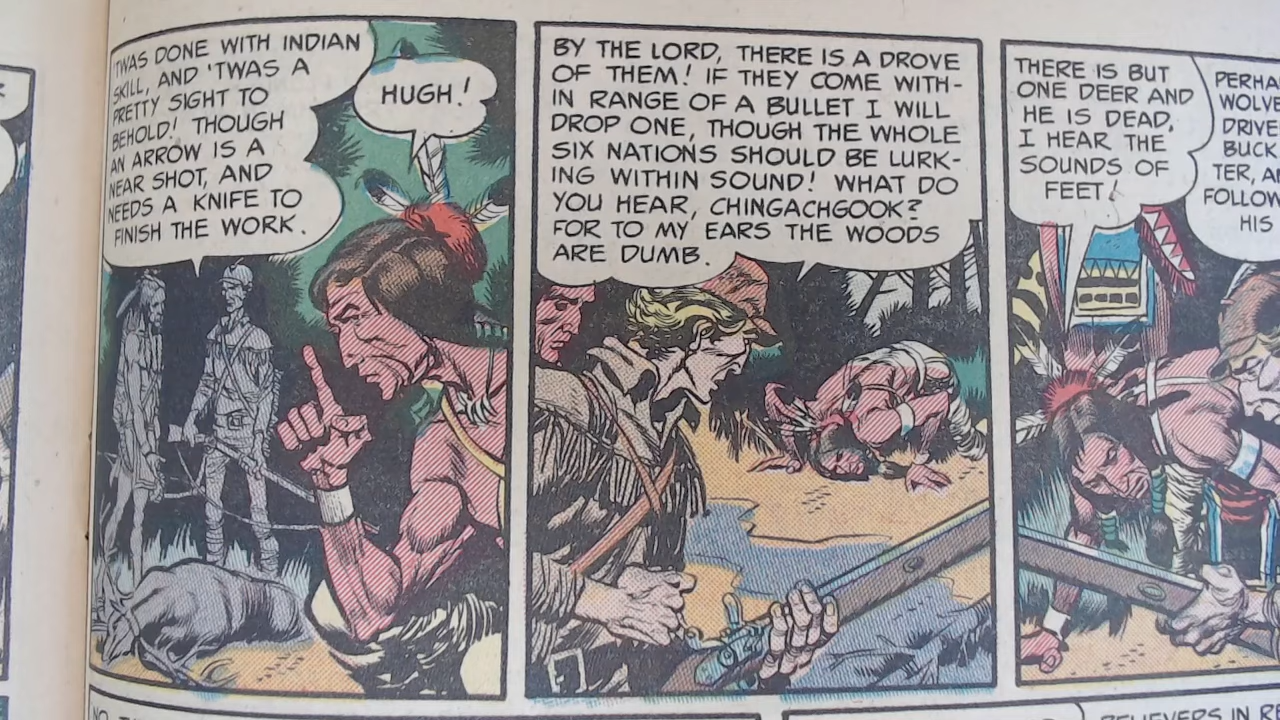 'TWAS DONE WITH INDIAN
SKILL, AND 'TWAS A
PRETTY SIGHT TO
BEHOLD! THOUGH
AN ARROW IS A
NEAR SHOT, AND
NEEDS A KNIFE TO
FINISH THE WORK.
HUGH!
BY THE LORD, THERE IS A DROVE
OF THEM! IF THEY COME WITH-
IN RANGE OF A BULLET I WILL
DROP ONE, THOUGH THE WHOLE
SIX NATIONS SHOULD BE LURK-
ING WITHIN SOUND! WHAT DO
YOU HEAR, CHINGACHGOOK?
FOR TO MY EARS THE WOODS
ARE DUMB.
THERE IS BUT
ONE DEER AND
HE IS DEAD,
I HEAR THE
SOUNDS OF
FEET!
PERHA
WOLVE
DRIVE
BUCK
TER, AN
FOLLOW
HIS
BELIEVERS IN RE